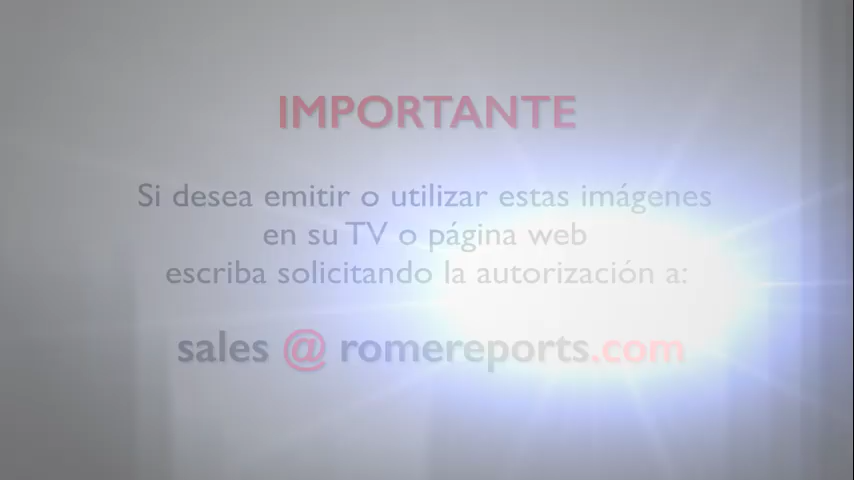 IMPORTANTE
Si desea emitir o utilizar estas imágenes
en su TV o página web
escriba solicitando la autorización a:
sales @ romereports.com